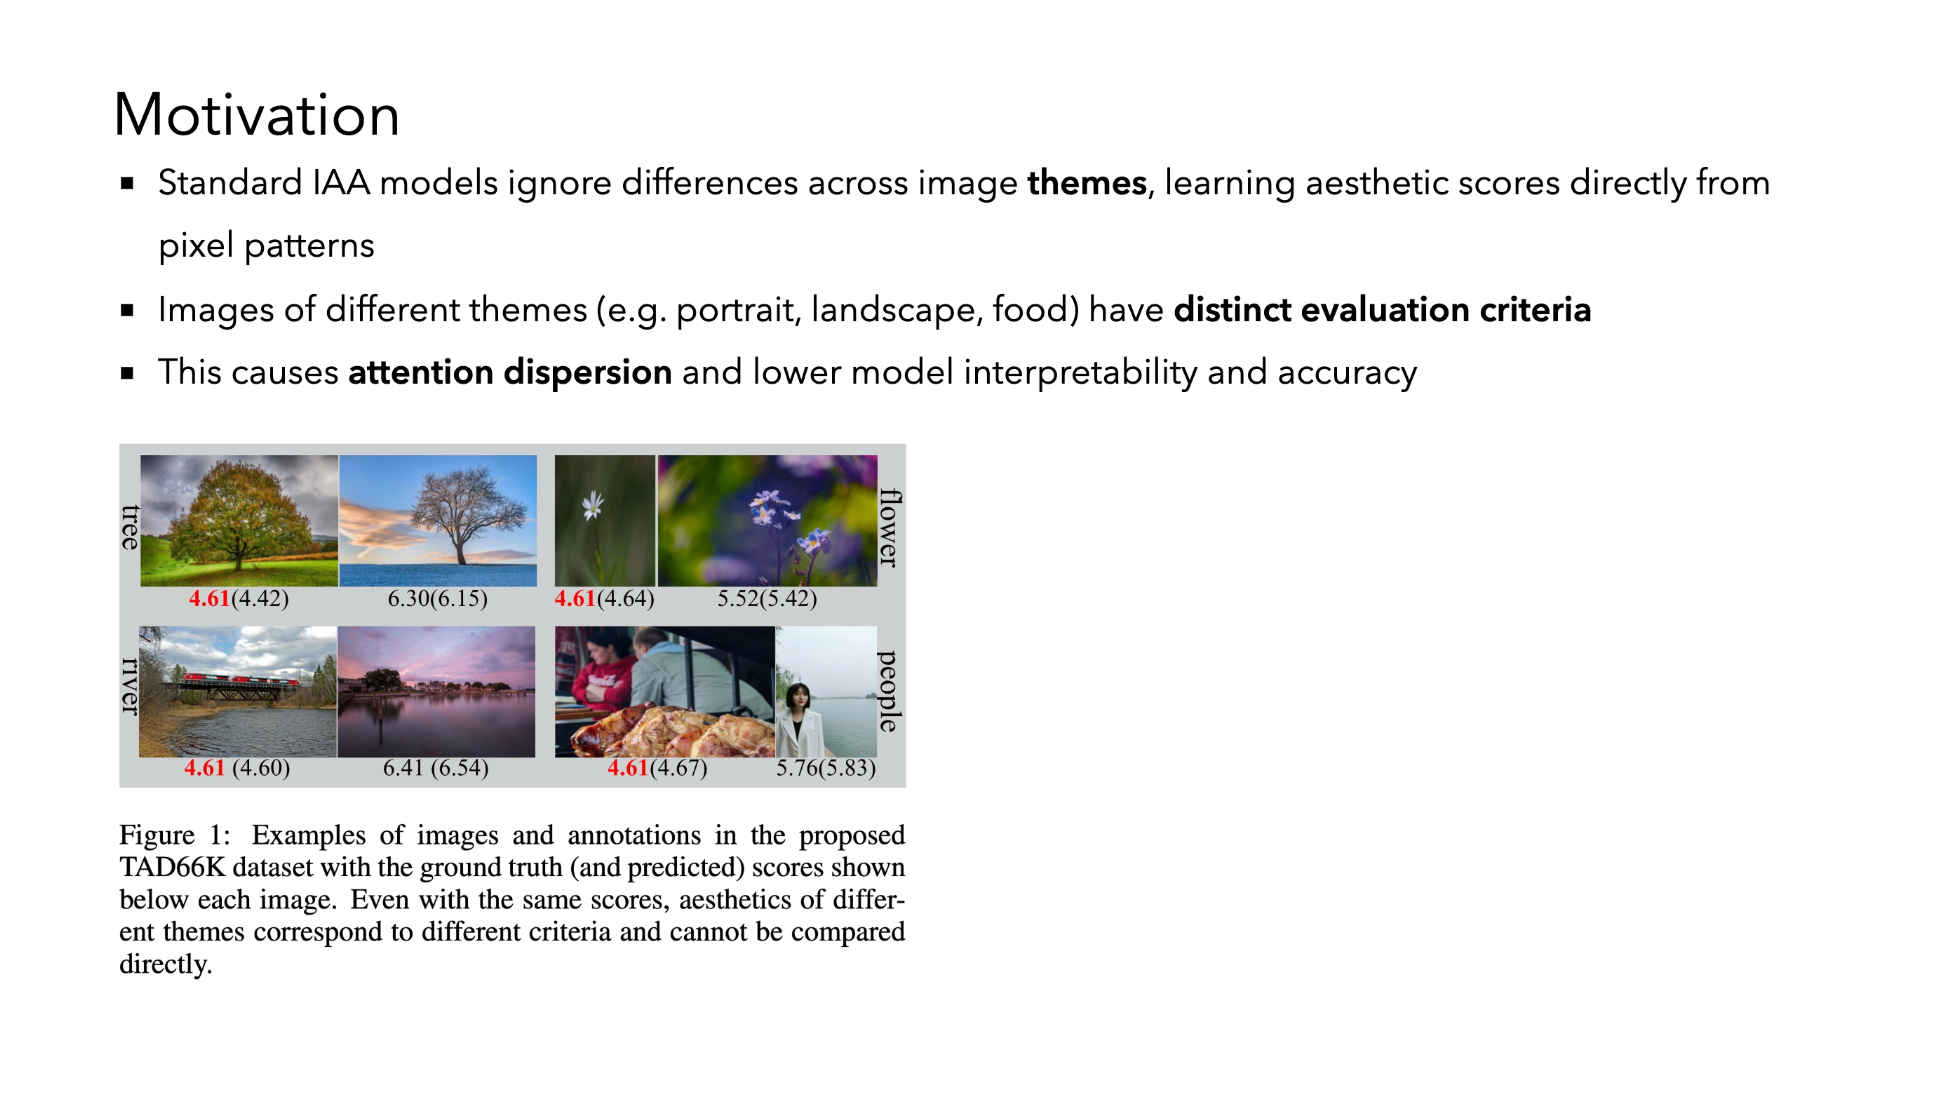 Motivation
▪ Standard IAA models ignore differences across image themes, learning aesthetic scores directly from
pixel patterns
▪ Images of different themes (e.g. portrait, landscape, food) have distinct evaluation criteria
▪ This causes attention dispersion and lower model interpretability and accuracy
tree
flower
4.61(4.42) 6.30(6.15) 4.61(4.64) 5.52(5.42)
river
people
4.61 (4.60) 6.41 (6.54) 4.61(4.67) 5.76(5.83)
Figure 1: Examples of images and annotations in the proposed
TAD66K dataset with the ground truth (and predicted) scores shown
below each image. Even with the same scores, aesthetics of differ-
ent themes correspond to different criteria and cannot be compared
directly.